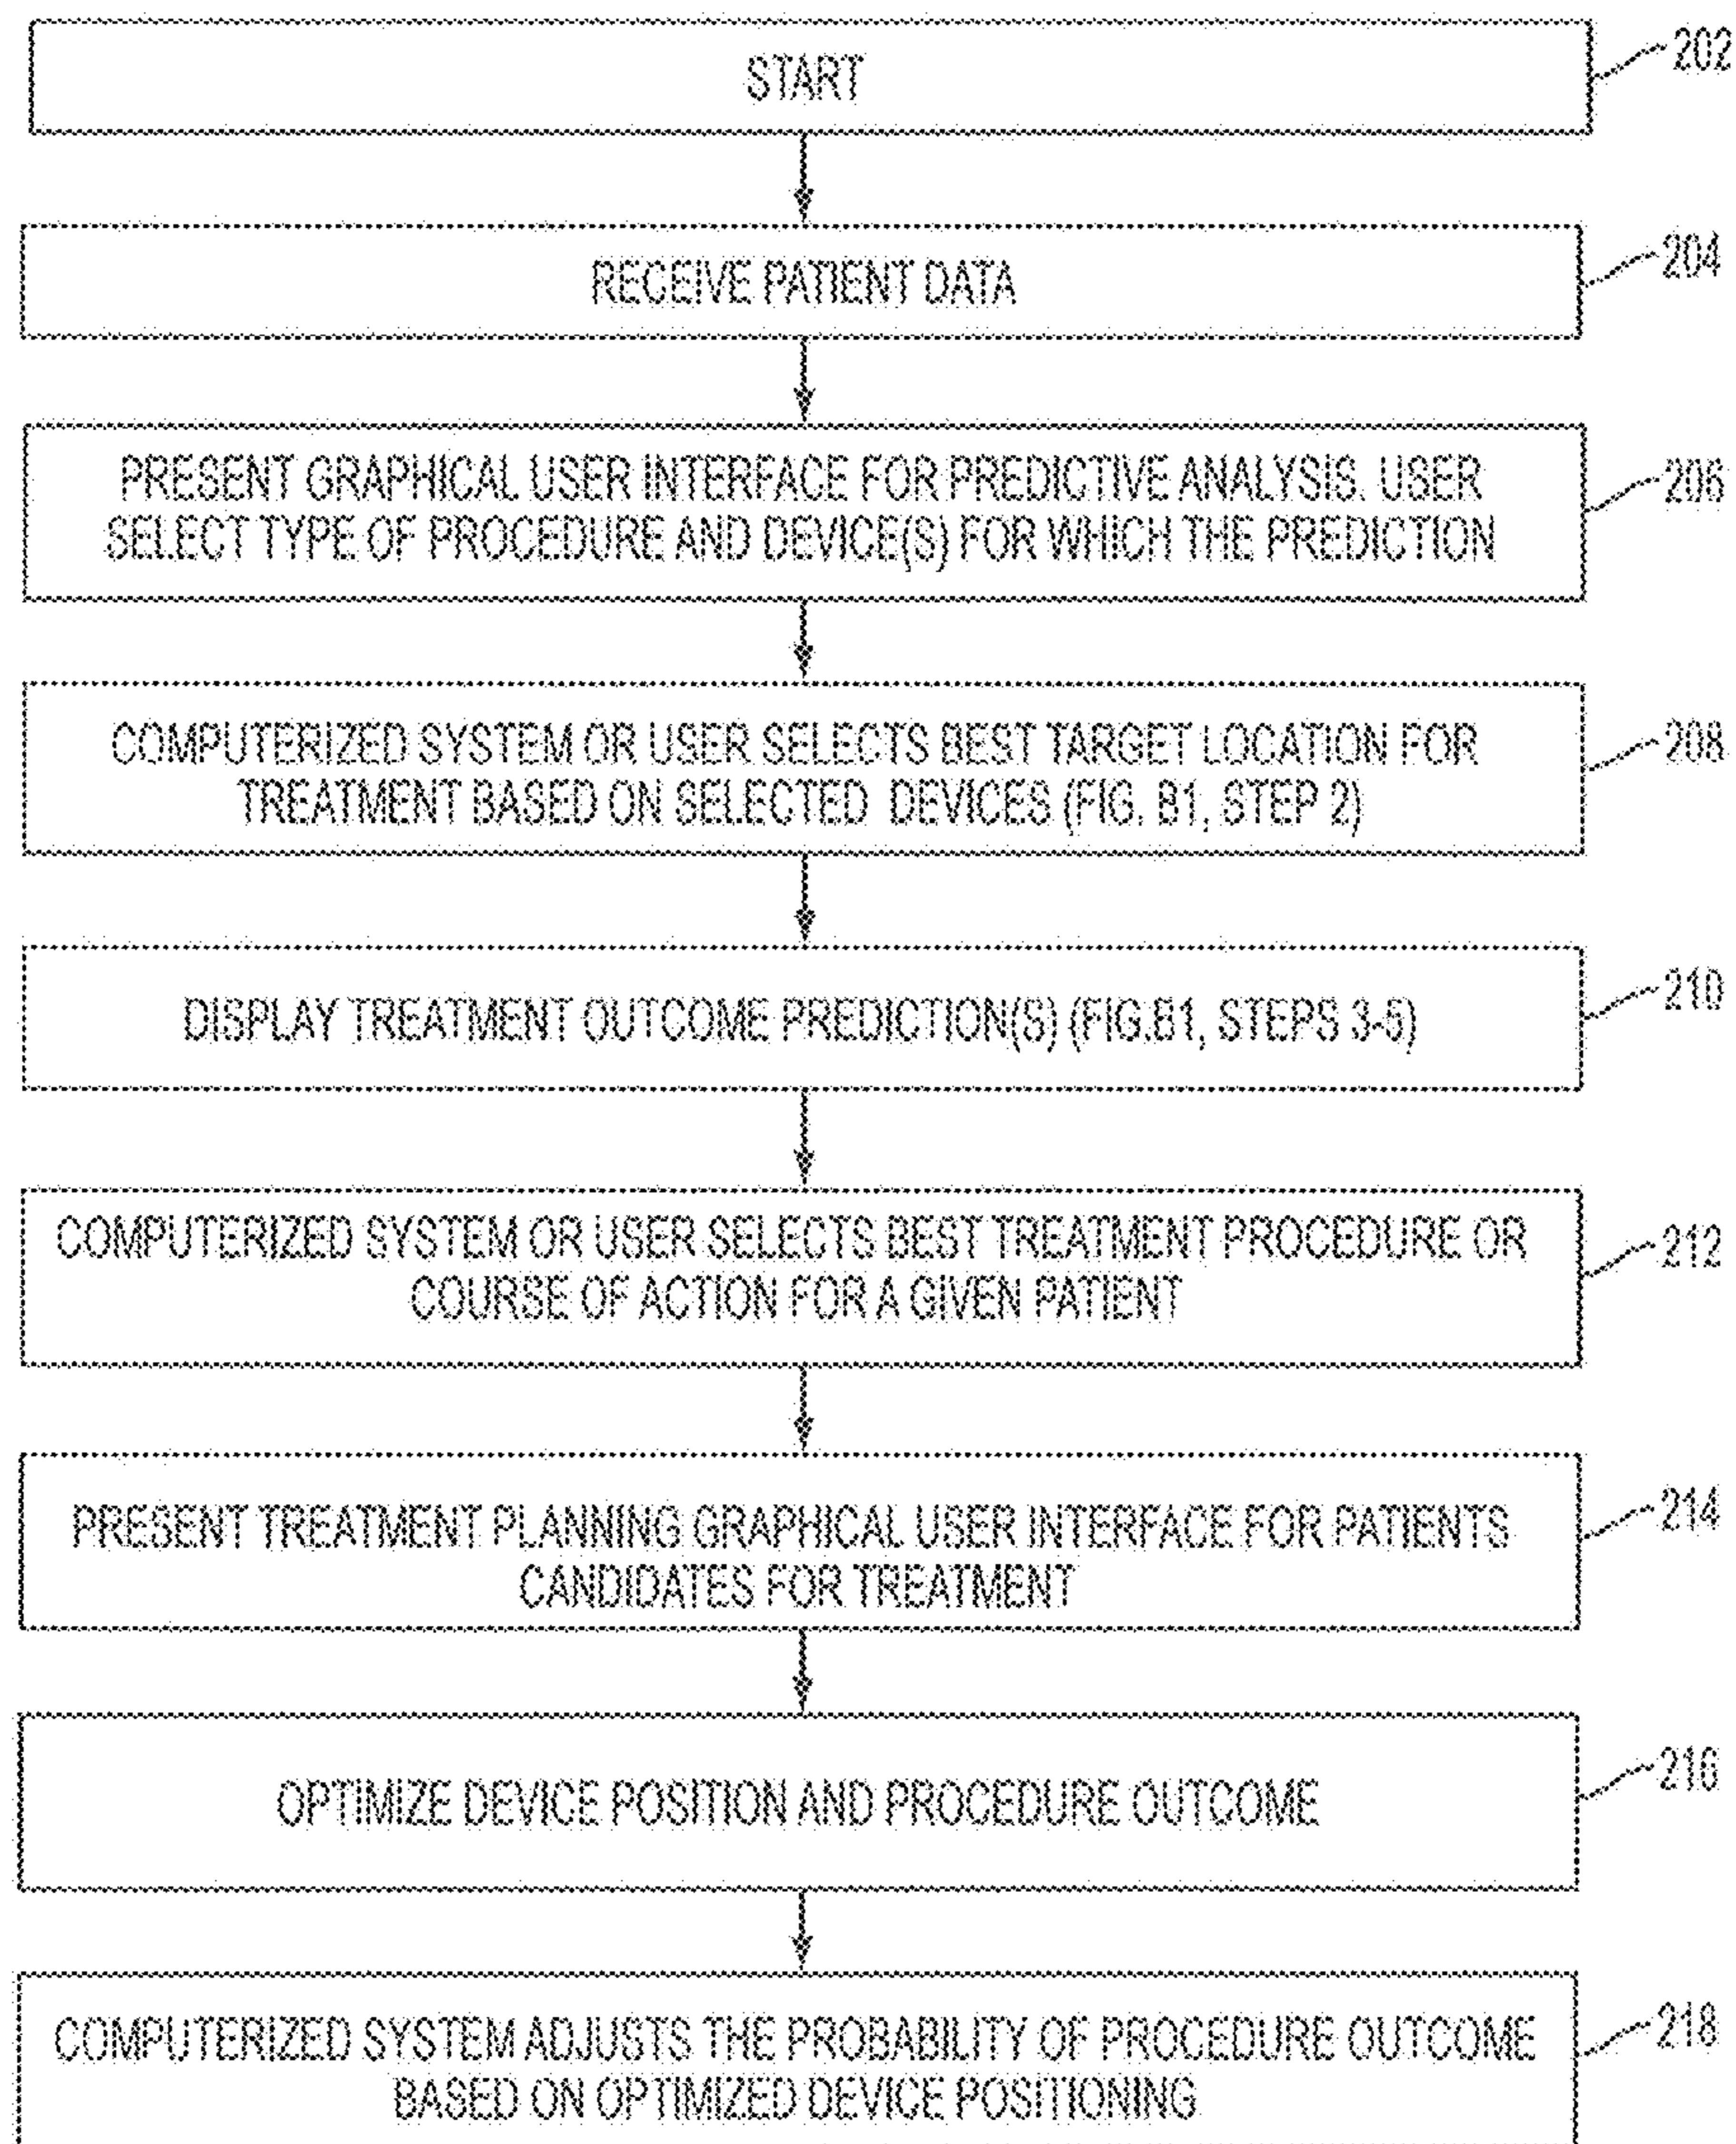 START
202
RECEIVE PATIENT DATA
204
PRESENT GRAPHICAL USER INTERFACE FOR PREDICTIVE ANALYSIS. USER
SELECT TYPE OF PROCEDURE AND DEVICE(S) FOR WHICH THE PREDICTION
206
COMPUTERIZED SYSTEM OR USER SELECTS BEST TARGET LOCATION FOR
TREATMENT BASED ON SELECTED DEVICES (FIG. B1, STEP 2)
208
DISPLAY TREATMENT OUTCOME PREDICTION(S) (FIG.B1, STEPS 3-5)
210
COMPUTERIZED SYSTEM OR USER SELECTS BEST TREATMENT PROCEDURE OR
COURSE OF ACTION FOR A GIVEN PATIENT
212
PRESENT TREATMENT PLANNING GRAPHICAL USER INTERFACE FOR PATIENTS
CANDIDATES FOR TREATMENT
214
OPTIMIZE DEVICE POSITION AND PROCEDURE OUTCOME
216
COMPUTERIZED SYSTEM ADJUSTS THE PROBABILITY OF PROCEDURE OUTCOME
BASED ON OPTIMIZED DEVICE POSITIONING
218